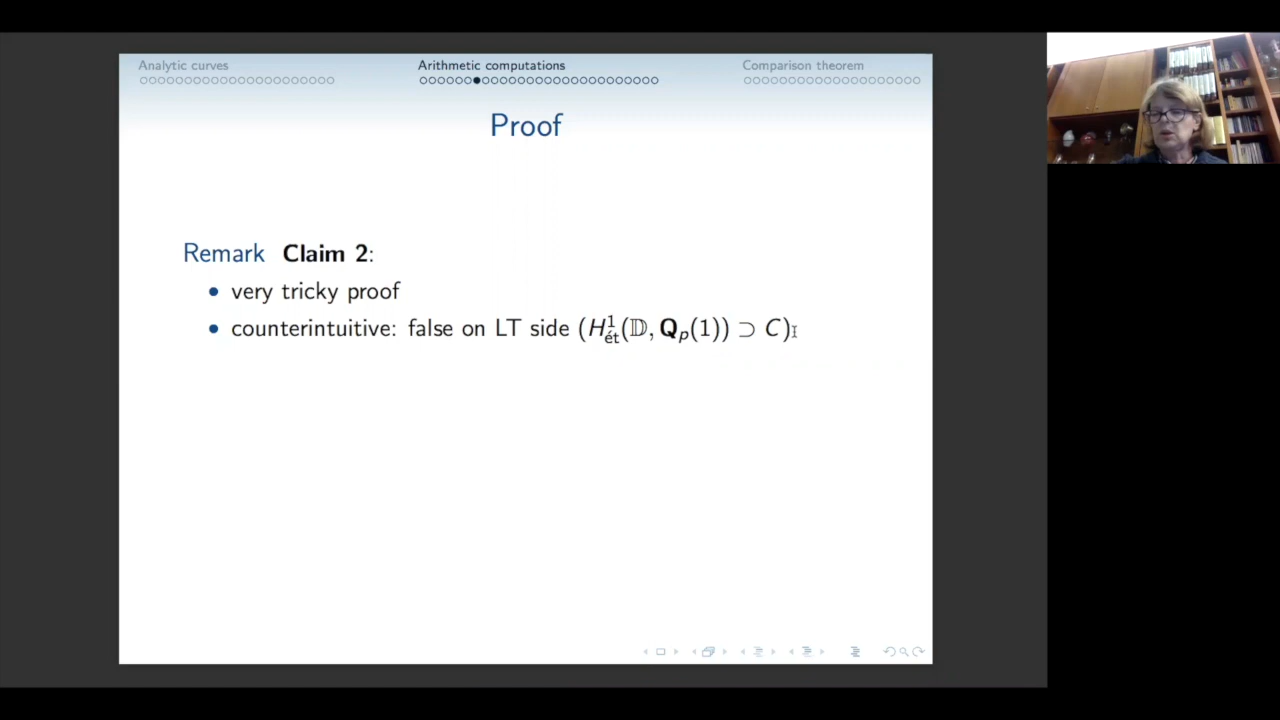 Analytic curves Arithmetic computations Comparison theorem
Proof
Remark Claim 2:
• very tricky proof
• counterintuitive: false on LT side (H¹ét(𝔻, Qp(1)) ⊃ C)